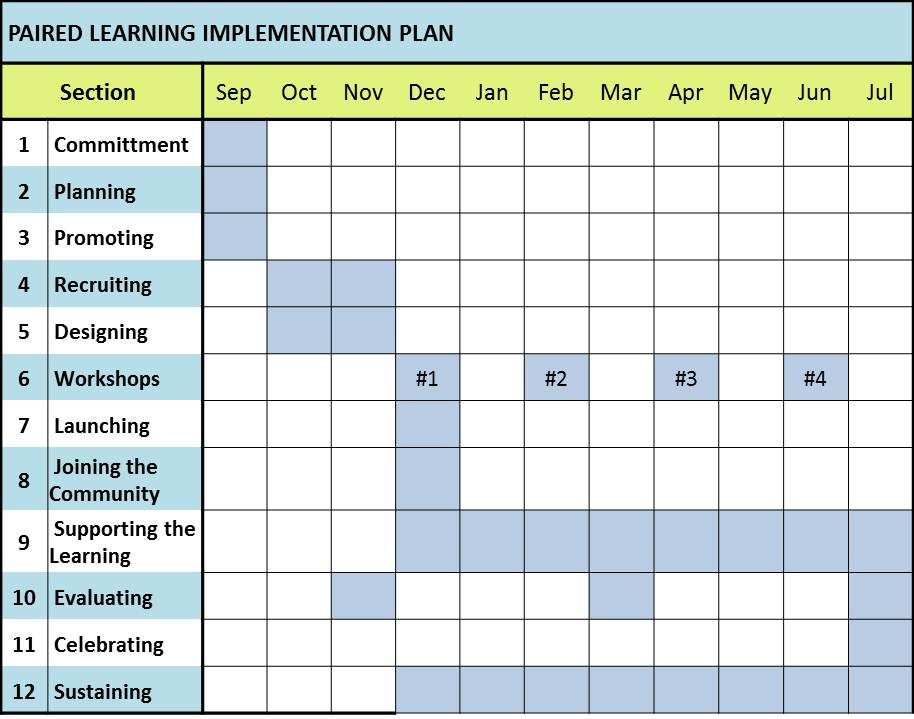 PAIRED LEARNING IMPLEMENTATION PLAN
Section Sep Oct Nov Dec Jan Feb Mar Apr May Jun Jul
1 Committment
2 Planning
3 Promoting
4 Recruiting
5 Designing
6 Workshops #1 #2 #3 #4
7 Launching
8 Joining the
Community
9 Supporting the
Learning
10 Evaluating
11 Celebrating
12 Sustaining